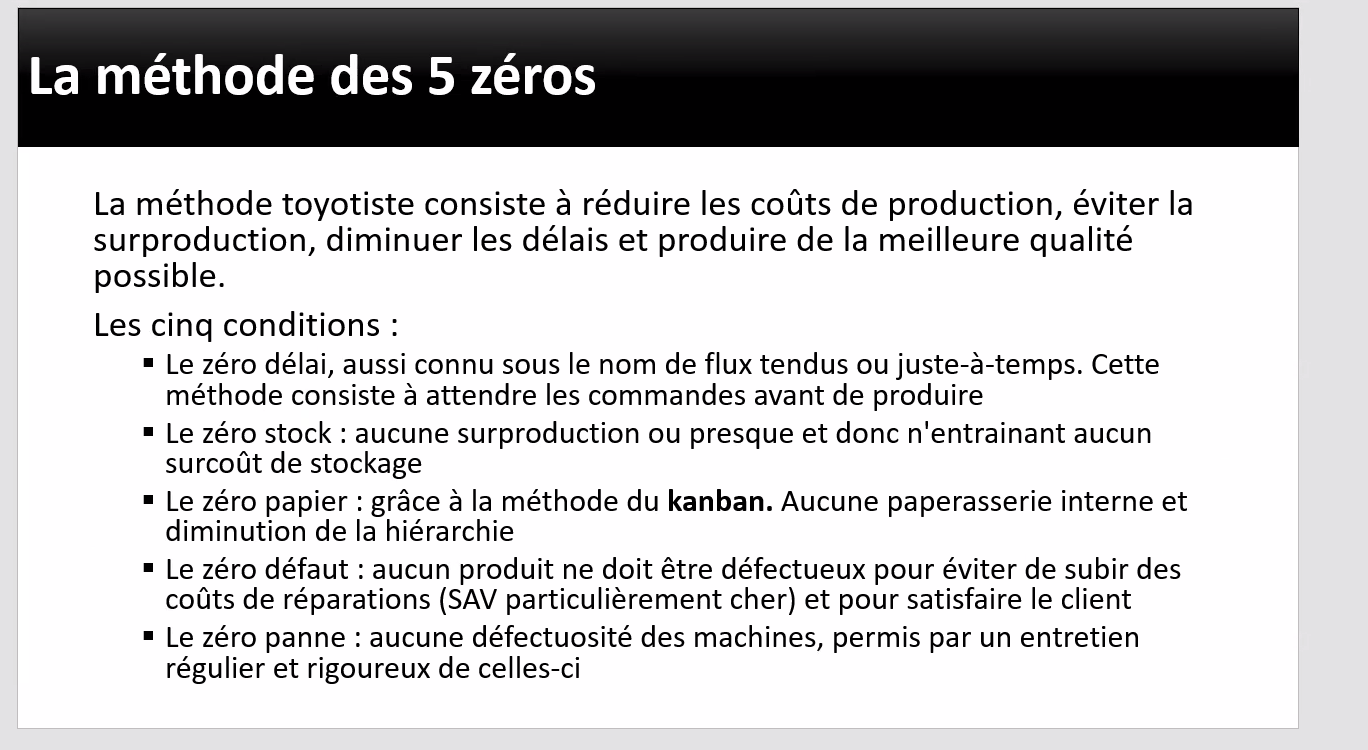 La méthode des 5 zéros
La méthode toyotiste consiste à réduire les coûts de production, éviter la
surproduction, diminuer les délais et produire de la meilleure qualité
possible.
Les cinq conditions :
▪ Le zéro délai, aussi connu sous le nom de flux tendus ou juste-à-temps. Cette
méthode consiste à attendre les commandes avant de produire
▪ Le zéro stock : aucune surproduction ou presque et donc n'entrainant aucun
surcoût de stockage
▪ Le zéro papier : grâce à la méthode du kanban. Aucune paperasserie interne et
diminution de la hiérarchie
▪ Le zéro défaut : aucun produit ne doit être défectueux pour éviter de subir des
coûts de réparations (SAV particulièrement cher) et pour satisfaire le client
▪ Le zéro panne : aucune défectuosité des machines, permis par un entretien
régulier et rigoureux de celles-ci